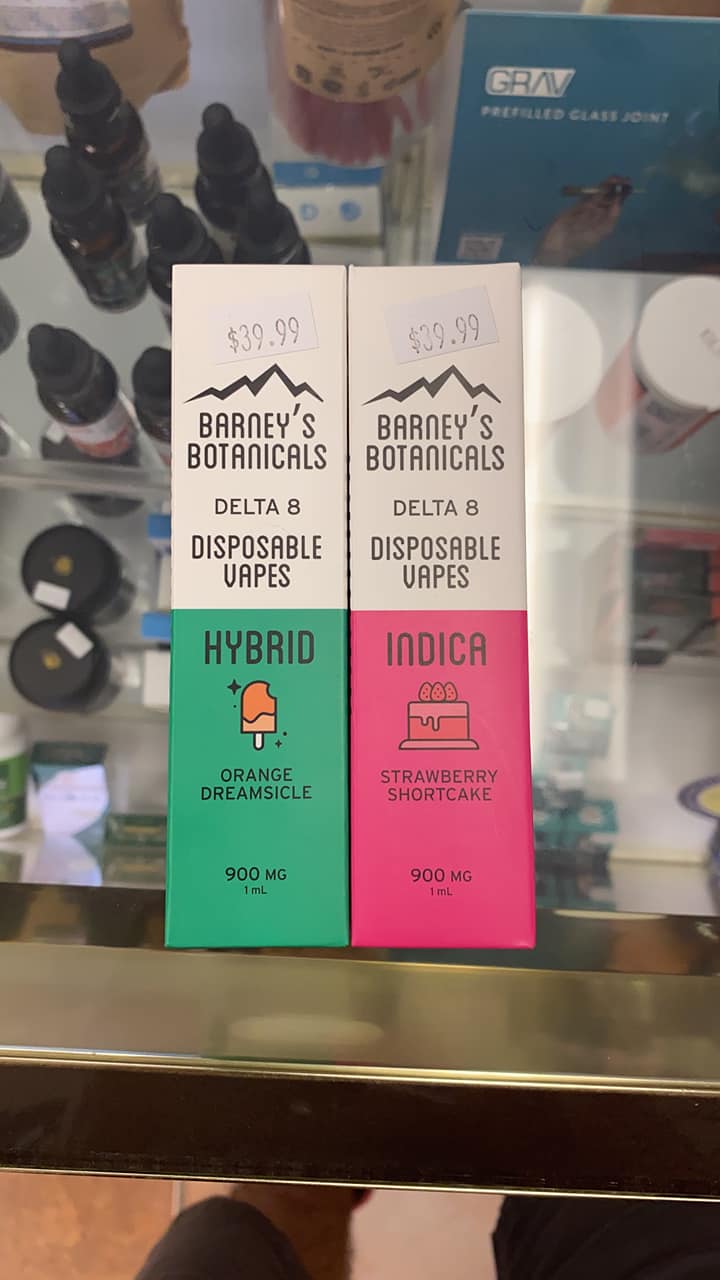 GRAV
PREFILLED GLASS JOINT
$39.99
BARNEY'S
BOTANICALS
DELTA 8
DISPOSABLE
VAPES
HYBRID
ORANGE
DREAMSICLE
900 MG
1 mL
$39.99
BARNEY'S
BOTANICALS
DELTA 8
DISPOSABLE
VAPES
INDICA
STRAWBERRY
SHORTCAKE
900 MG
1 mL